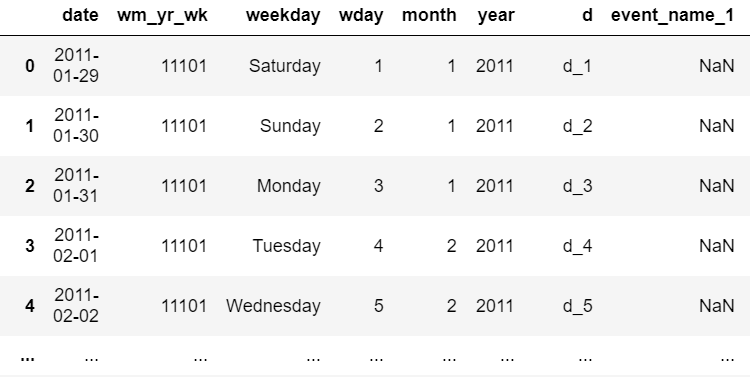 date wm_yr_wk weekday wday month year d event_name_1
0 2011-01-29 11101 Saturday 1 1 2011 d_1 NaN
1 2011-01-30 11101 Sunday 2 1 2011 d_2 NaN
2 2011-01-31 11101 Monday 3 1 2011 d_3 NaN
3 2011-02-01 11101 Tuesday 4 2 2011 d_4 NaN
4 2011-02-02 11101 Wednesday 5 2 2011 d_5 NaN
... ... ... ... ... ... ... ... ...